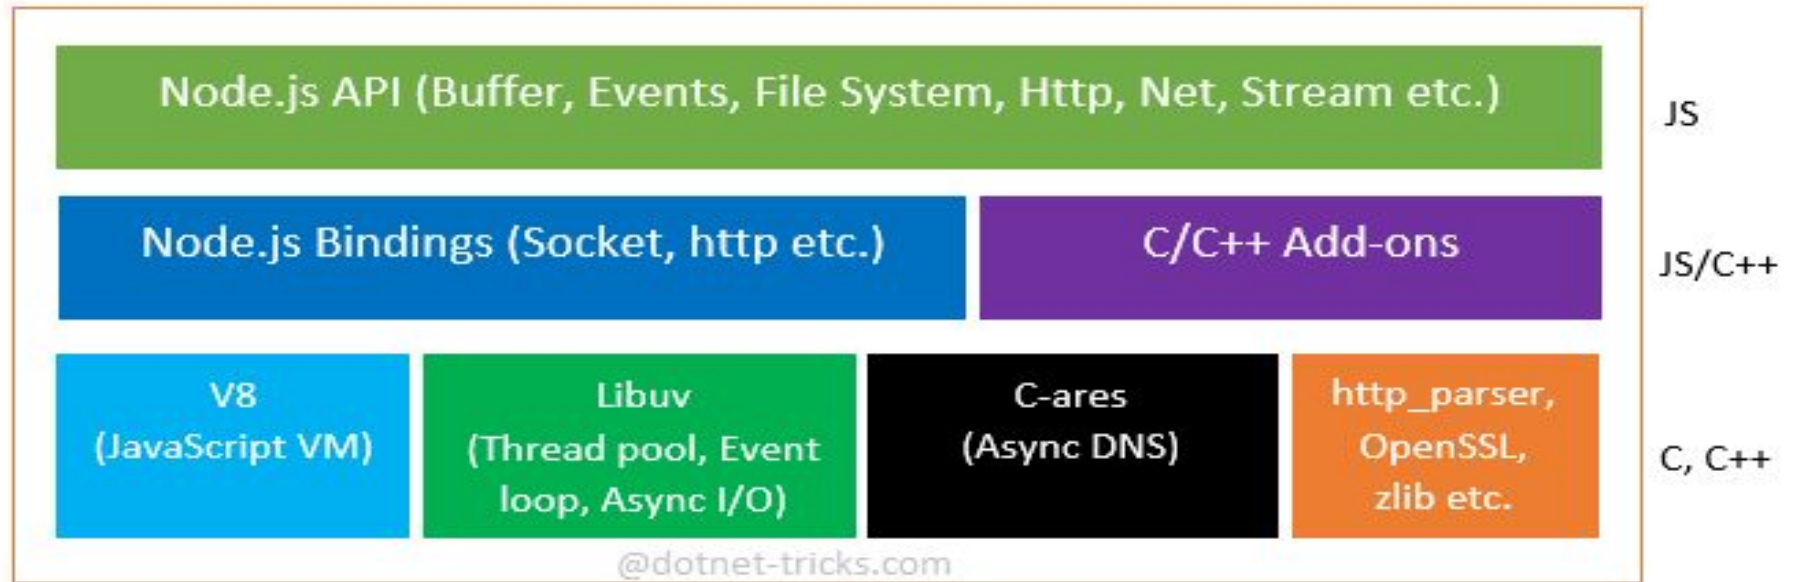 Node.js API (Buffer, Events, File System, Http, Net, Stream etc.)
JS
Node.js Bindings (Socket, http etc.)
C/C++ Add-ons
JS/C++
V8
(JavaScript VM)
Libuv
(Thread pool, Event
loop, Async I/O)
C-ares
(Async DNS)
http_parser,
OpenSSL,
zlib etc.
C, C++
@dotnet-tricks.com